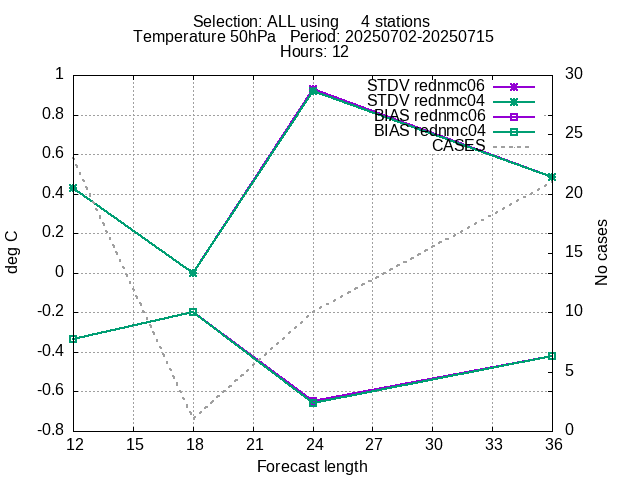 Selection: ALL using 4 stations
Temperature 50hPa Period: 20250702-20250715
Hours: 12
1
0.8
0.6
0.4
0.2
0
-0.2
-0.4
-0.6
-0.8
deg C
STDV rednmc06
STDV rednmc04
BIAS rednmc06
BIAS rednmc04
CASES
30
25
20
15
10
5
0
No cases
12 15 18 21 24 27 30 33 36
Forecast length